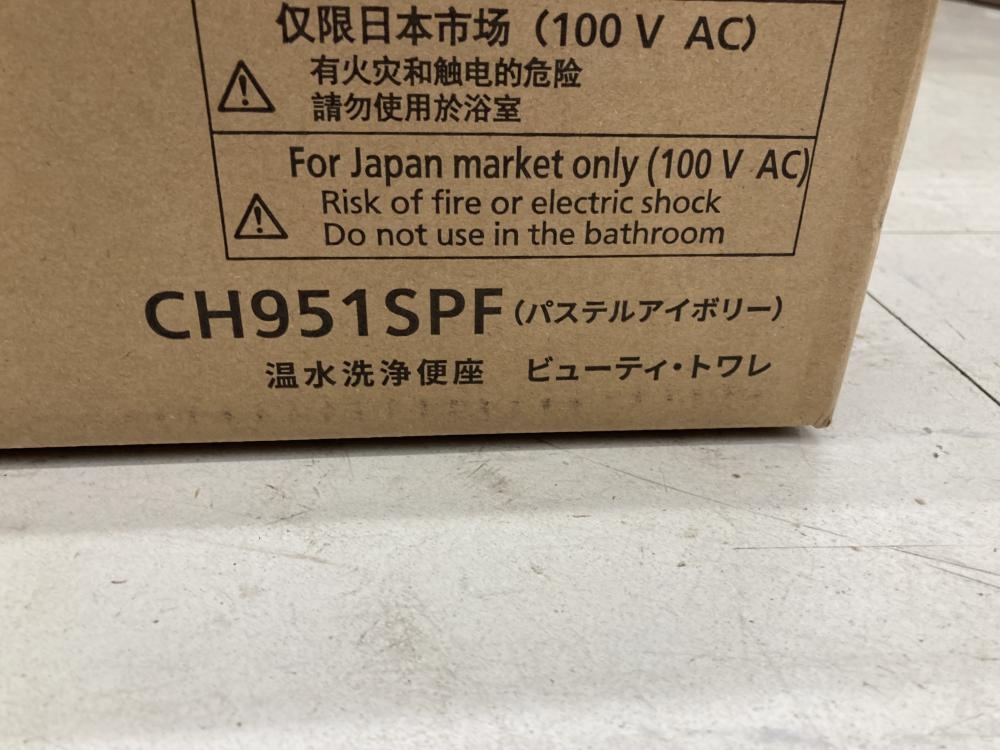 仅限日本市场（100 V AC）
有火灾和触电的危险
請勿使用於浴室
For Japan market only (100 V AC)
Risk of fire or electric shock
Do not use in the bathroom
CH951SPF（パステルアイボリー）
温水洗浄便座 ビューティ・トワレ